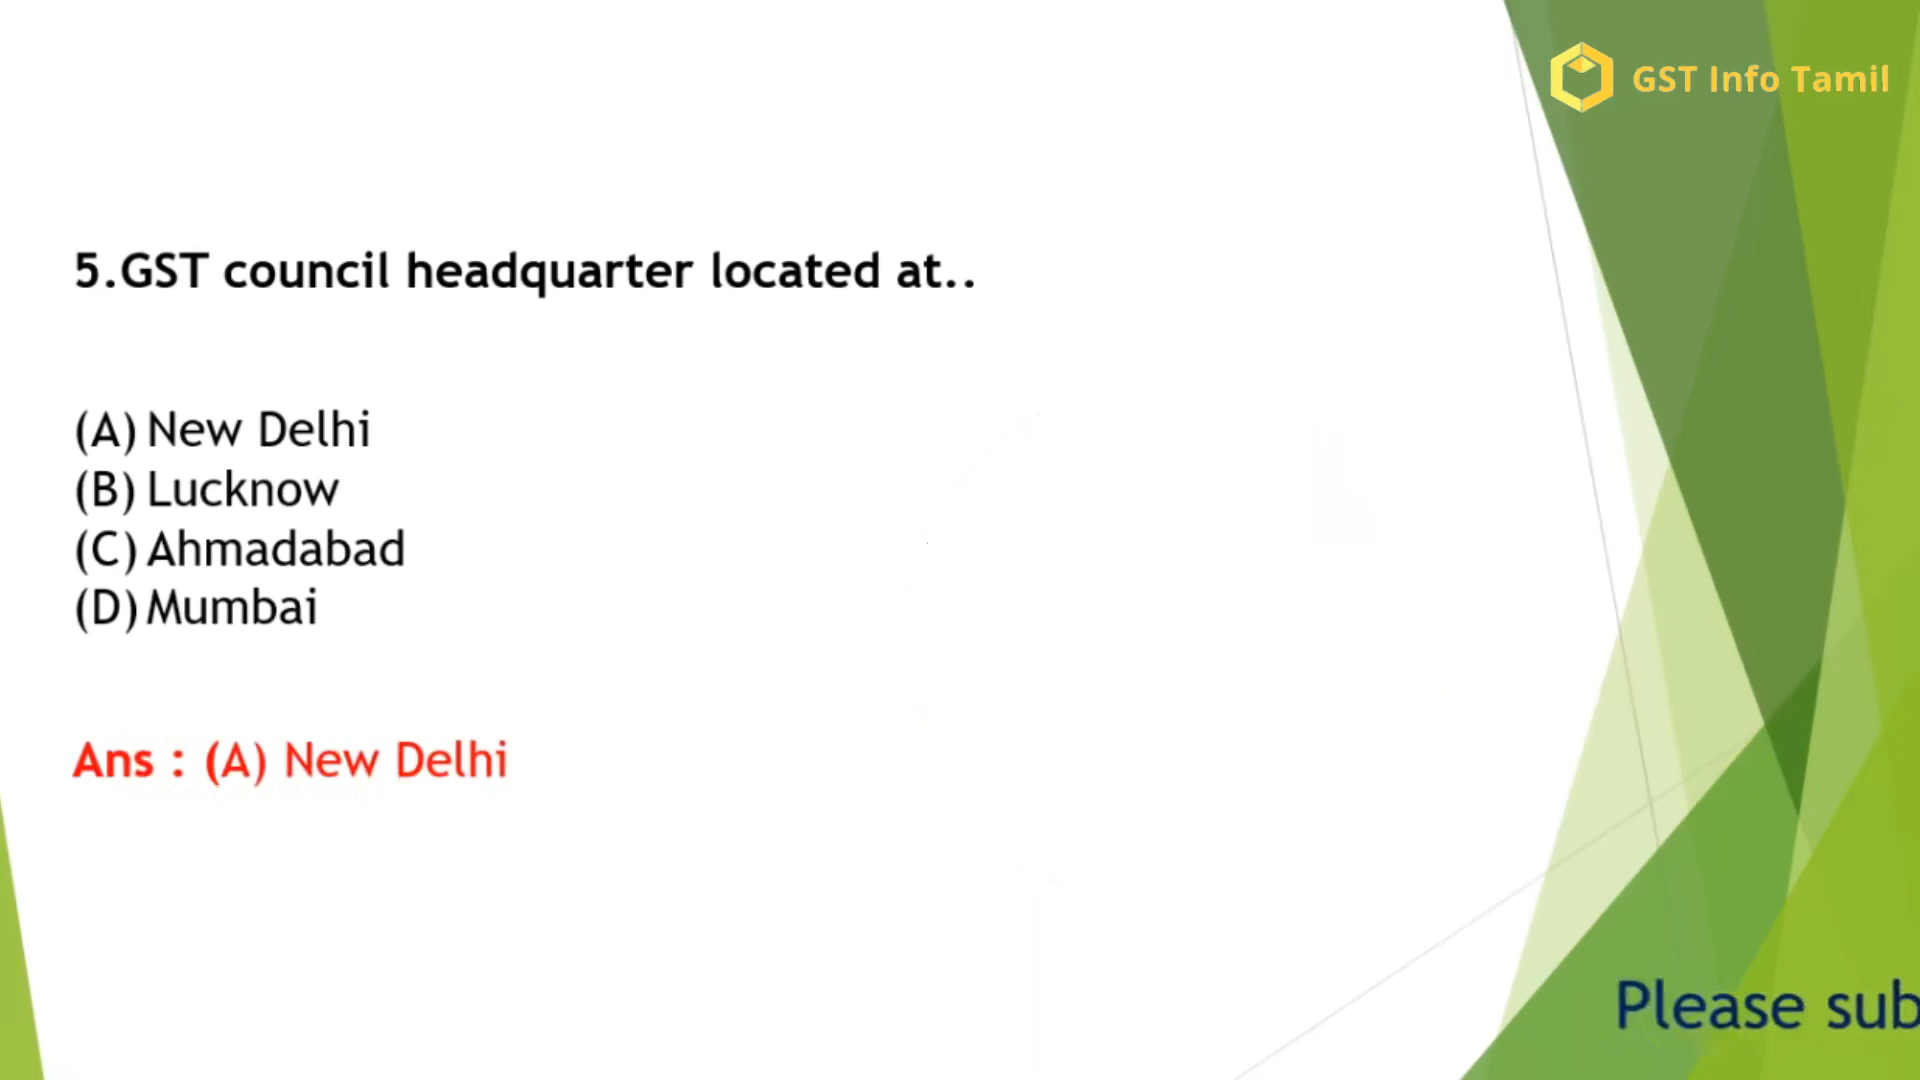 GST Info Tamil
5.GST council headquarter located at..
(A) New Delhi
(B) Lucknow
(C) Ahmadabad
(D) Mumbai
Ans : (A) New Delhi
Please sub